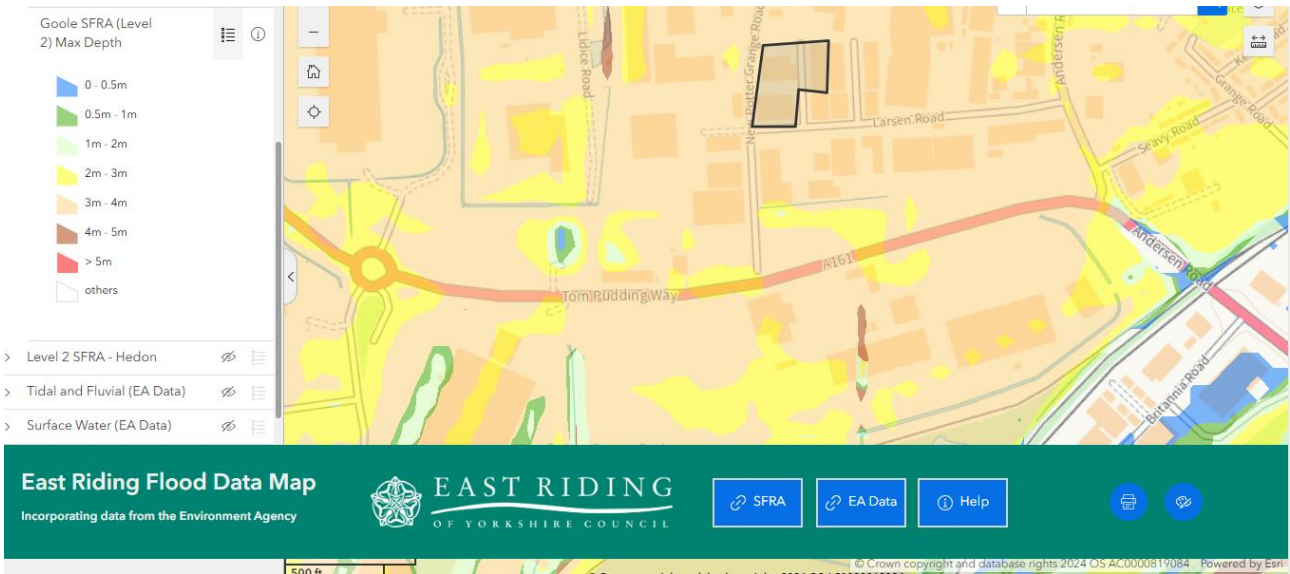 Goole SFRA (Level
2) Max Depth
0 - 0.5m
0.5m - 1m
1m - 2m
2m - 3m
3m - 4m
4m - 5m
> 5m
others
Level 2 SFRA - Hedon
Tidal and Fluvial (EA Data)
Surface Water (EA Data)
Lidice Road
New Potter Grange Road
Larsen Road
Andersen R
Grange Road
Seavy Road
A161
Tom Pudding Way
Andersen Road
Britannia Road
East Riding Flood Data Map
Incorporating data from the Environment Agency
EAST RIDING
OF YORKSHIRE COUNCIL
SFRA
EA Data
Help
500 ft
© Crown copyright and database rights 2024 OS AC0000819084 Powered by Esri